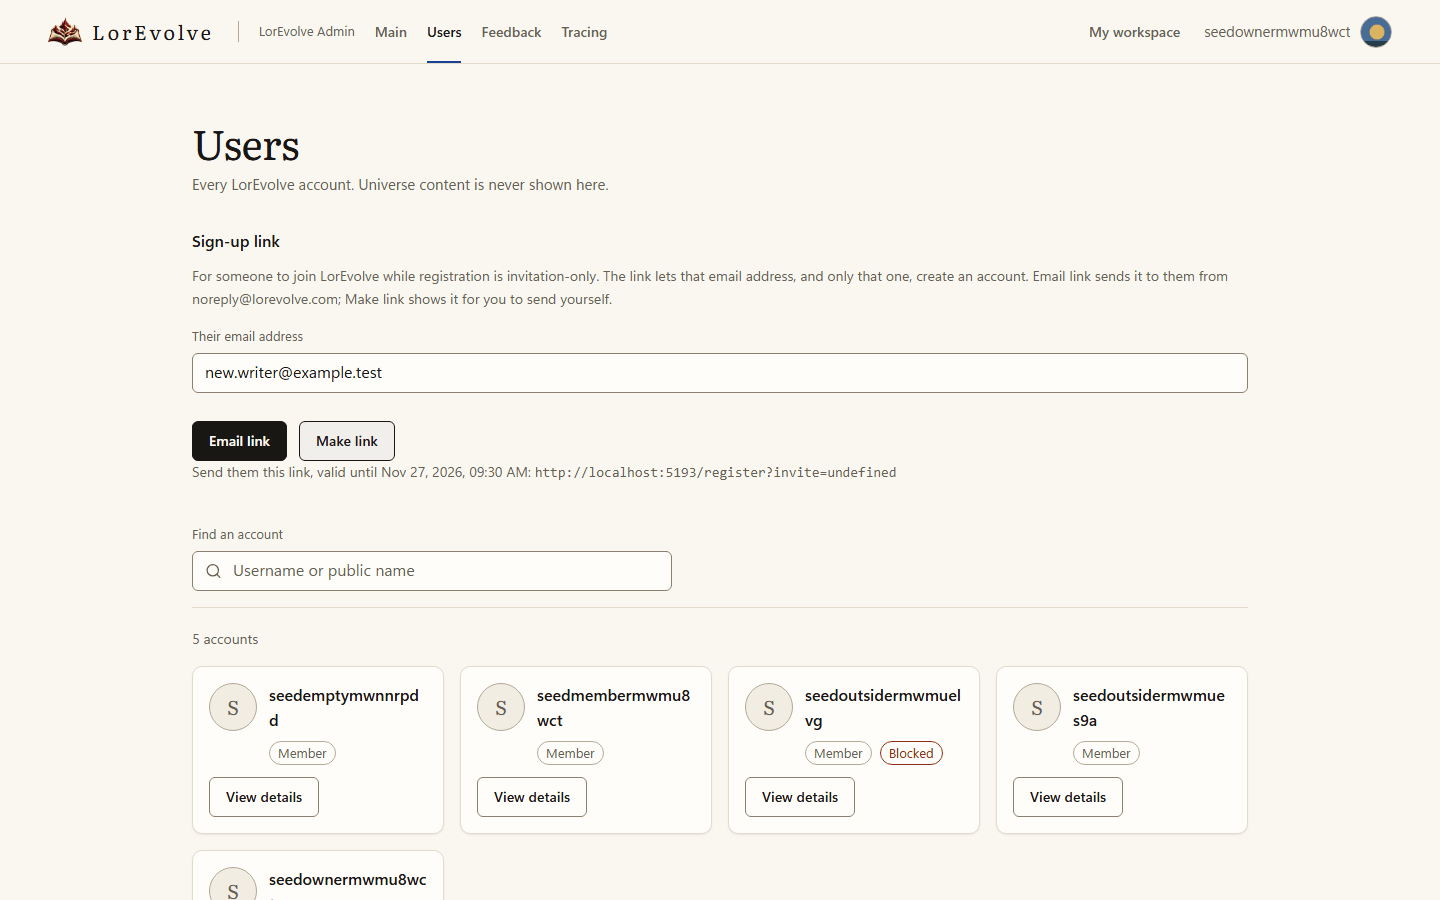 LorEvolve
LorEvolve Admin
Main
Users
Feedback
Tracing
My workspace
seedownermwmu8wct
Users
Every LorEvolve account. Universe content is never shown here.
Sign-up link
For someone to join LorEvolve while registration is invitation-only. The link lets that email address, and only that one, create an account. Email link sends it to them from
noreply@lorevolve.com; Make link shows it for you to send yourself.
Their email address
new.writer@example.test
Email link
Make link
Send them this link, valid until Nov 27, 2026, 09:30 AM: http://localhost:5193/register?invite=undefined
Find an account
Username or public name
5 accounts
S
seedemptymwnnrpd
d
Member
View details
S
seedmembermwmu8
wct
Member
View details
S
seedoutsidermwmuel
vg
Member
Blocked
View details
S
seedoutsidermwmue
s9a
Member
View details
S
seedownermwmu8wc